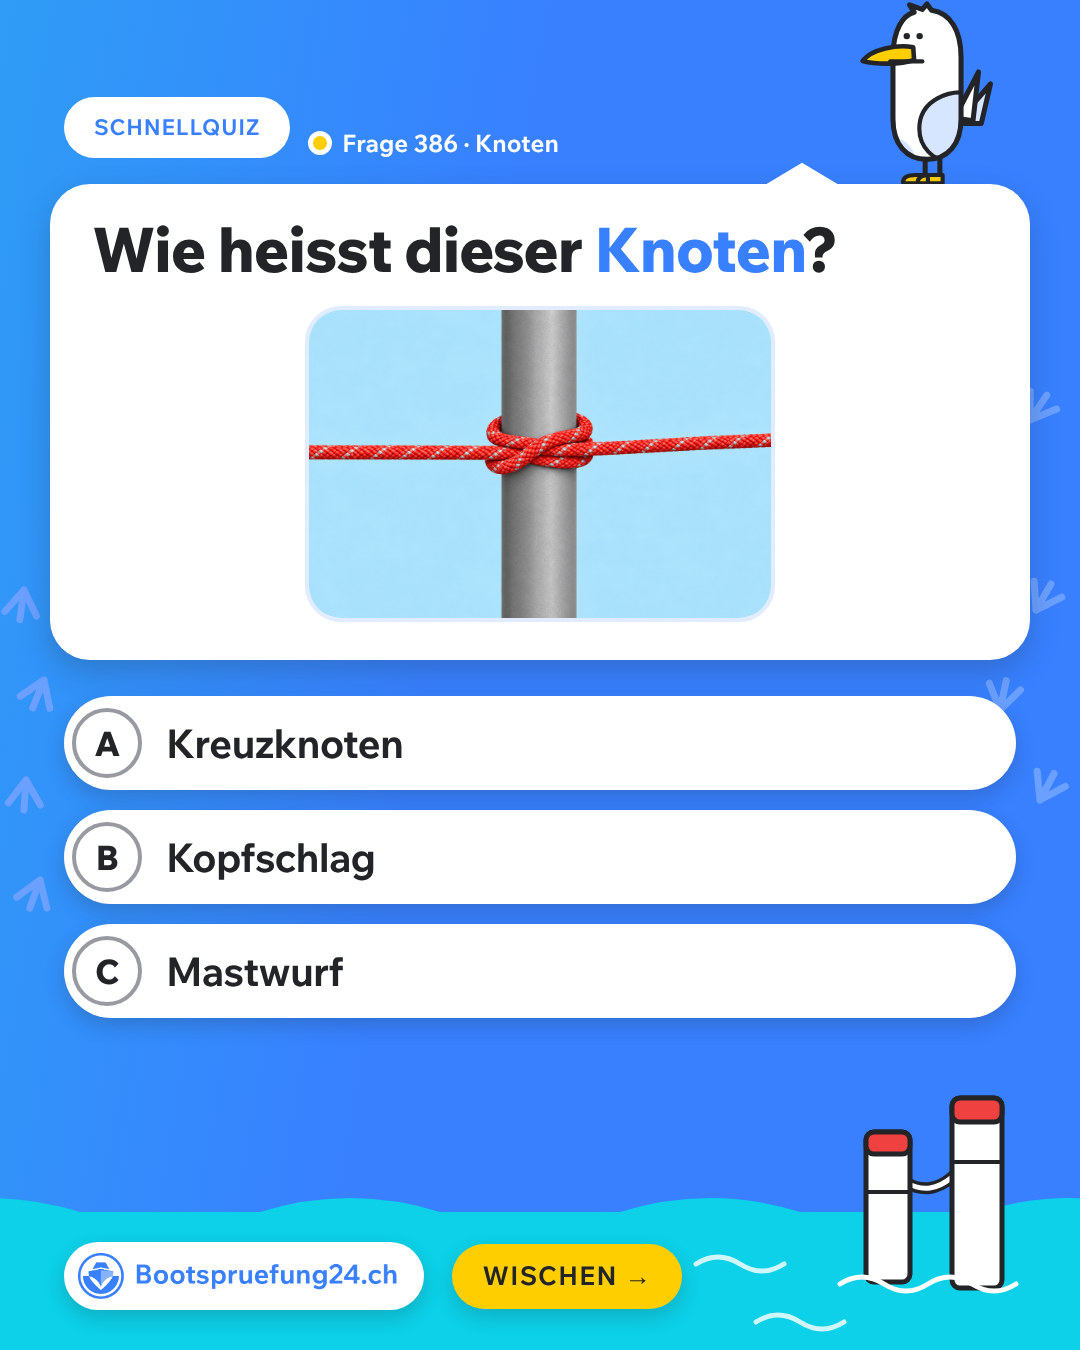 SCHNELLQUIZ
Frage 386 · Knoten
Wie heisst dieser Knoten?
A Kreuzknoten
B Kopfschlag
C Mastwurf
Bootspruefung24.ch
WISCHEN →